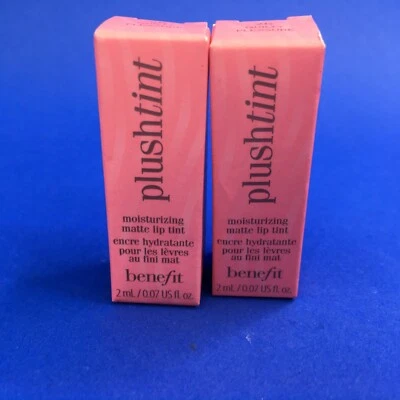 plushtint
moisturizing
matte lip tint
encre hydratante
pour les lèvres
au fini mat
benefit
2 mL / 0.07 US fl. oz.
plushtint
moisturizing
matte lip tint
encre hydratante
pour les lèvres
au fini mat
benefit
2 mL / 0.07 US fl. oz.